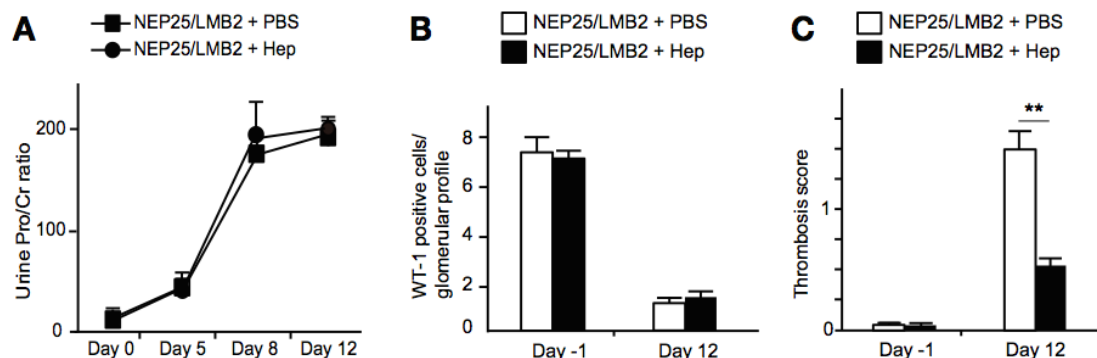 A
NEP25/LMB2 + PBS
NEP25/LMB2 + Hep
Urine Pro/Cr ratio
200
100
0
Day 0 Day 5 Day 8 Day 12
B
NEP25/LMB2 + PBS
NEP25/LMB2 + Hep
WT-1 positive cells/
glomerular profile
8
6
4
2
0
Day -1 Day 12
C
NEP25/LMB2 + PBS
NEP25/LMB2 + Hep
Thrombosis score
**
1
0
Day -1 Day 12